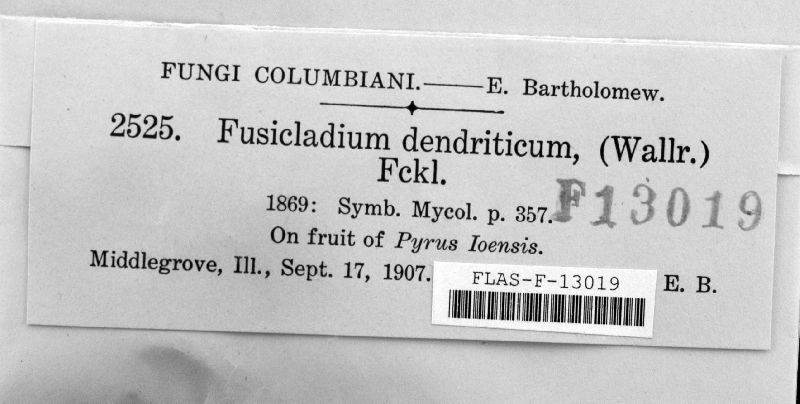 FUNGI COLUMBIANI.——E. Bartholomew.
2525. Fusicladium dendriticum, (Wallr.)
Fckl.
1869: Symb. Mycol. p. 357.
F13019
On fruit of Pyrus Ioensis.
Middlegrove, Ill., Sept. 17, 1907.
E. B.
FLAS-F-13019